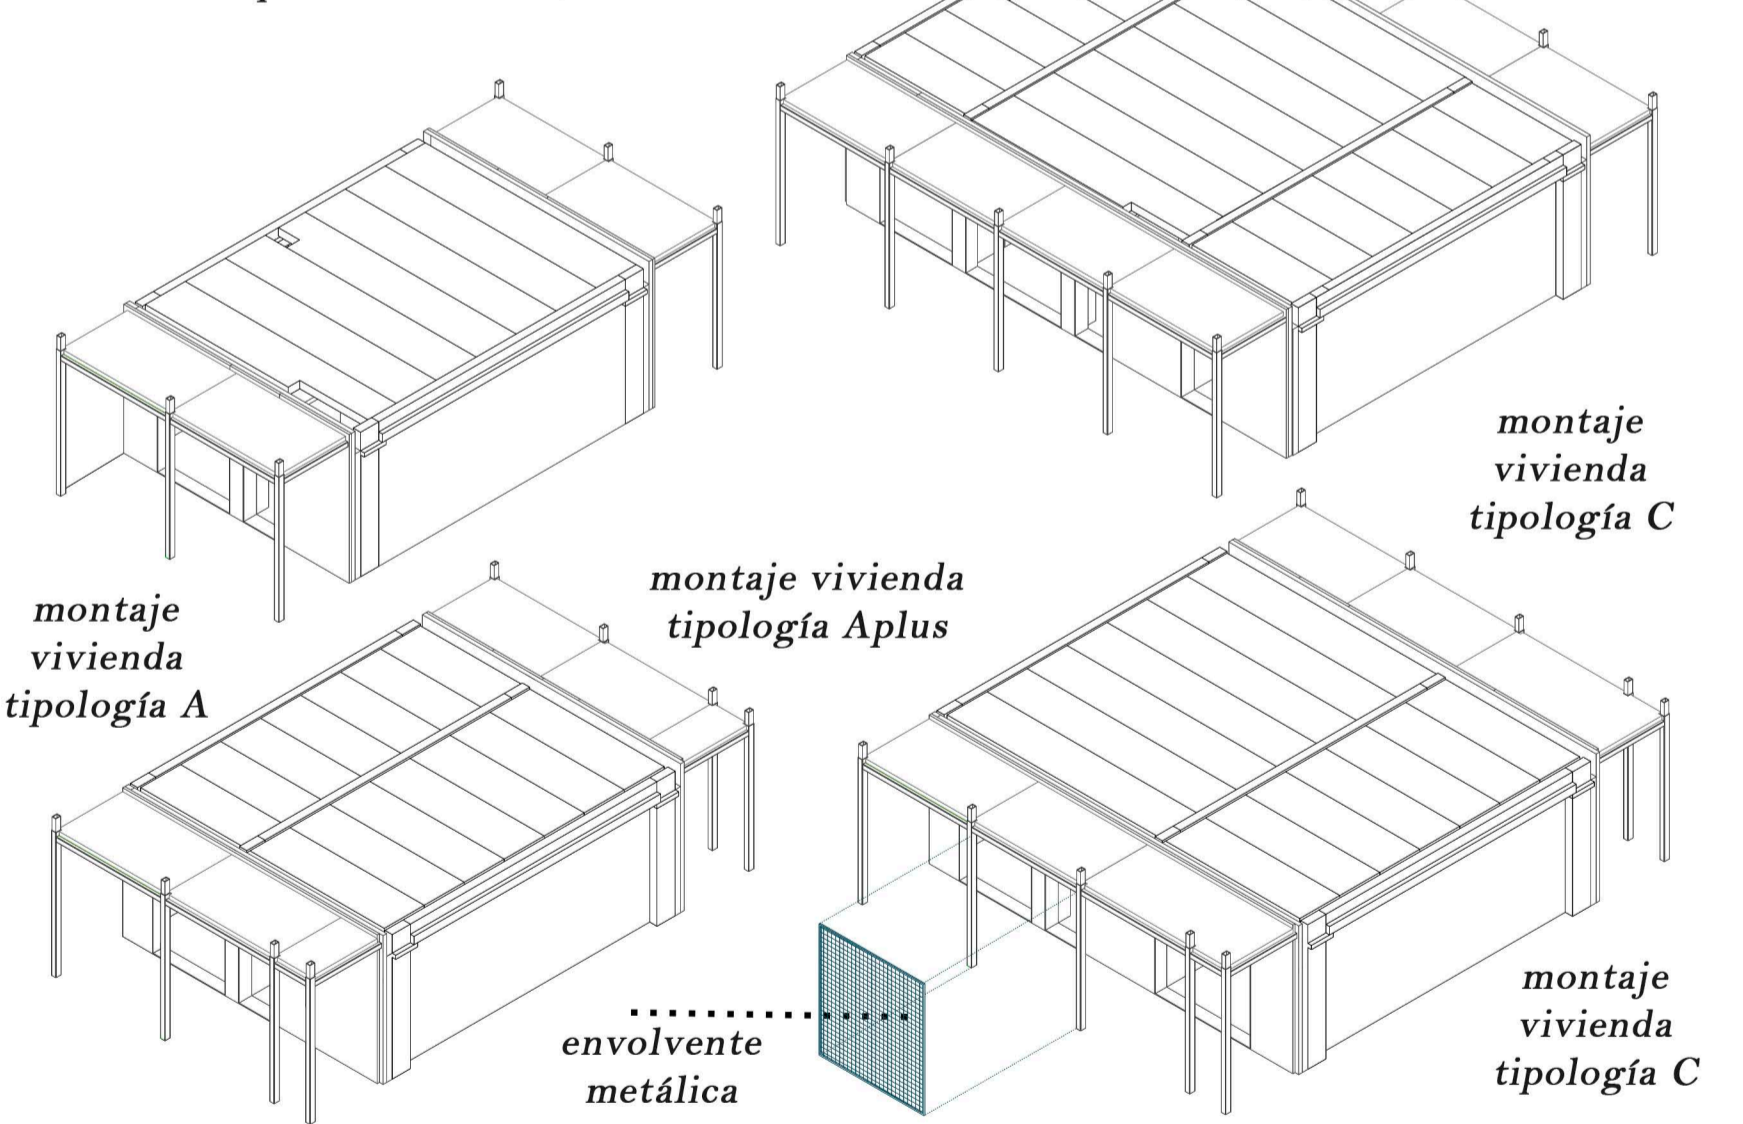 montaje
vivienda
tipología C
montaje vivienda
tipología Aplus
montaje
vivienda
tipología A
envolvente
metálica
montaje
vivienda
tipología C